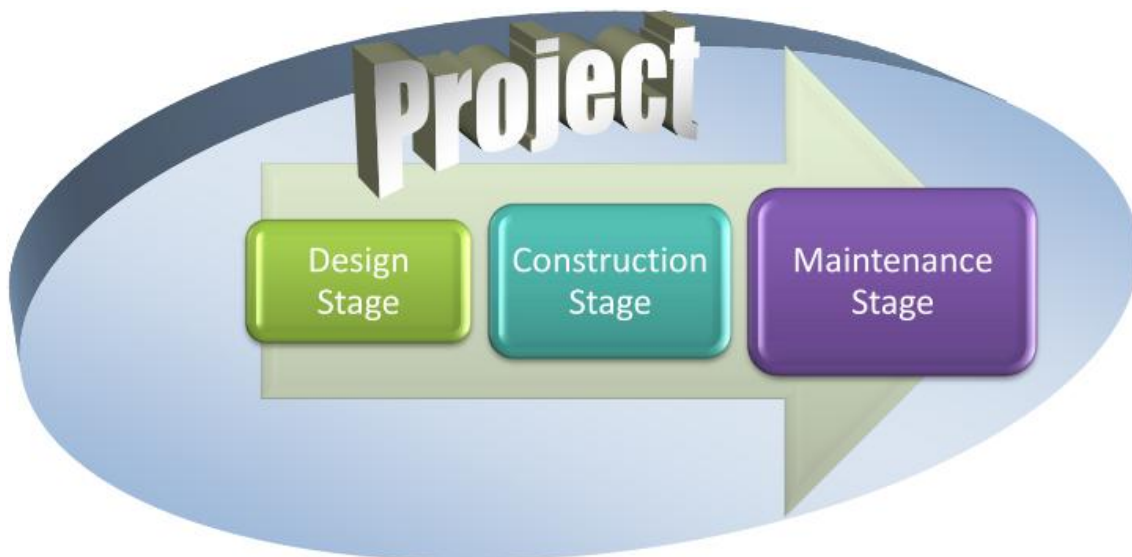 Project
Design
Stage
Construction
Stage
Maintenance
Stage